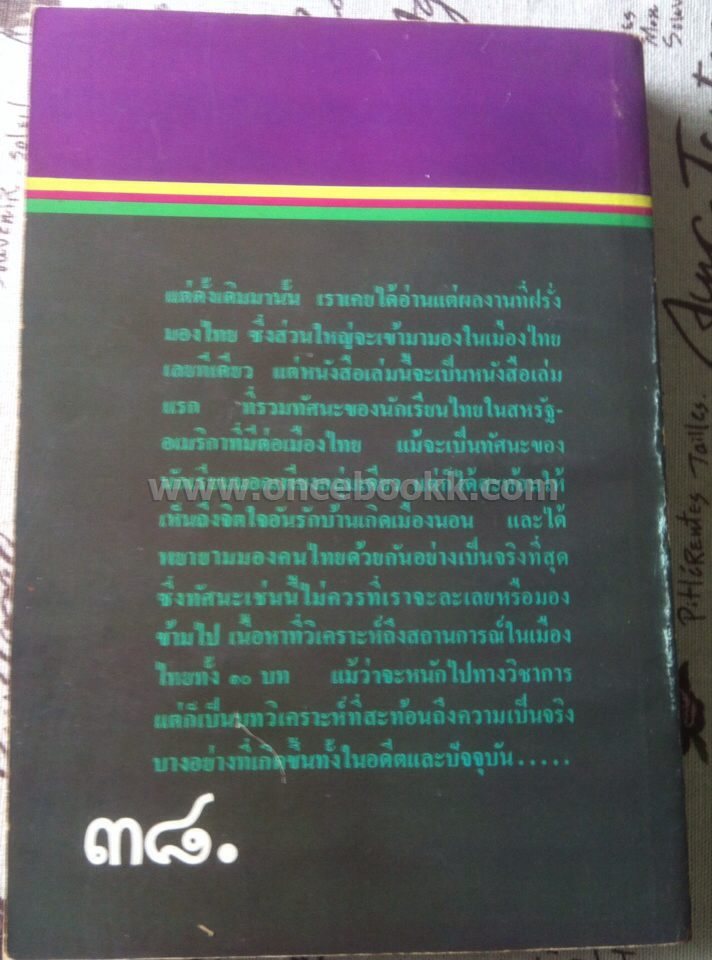 แต่ดั้งเดิมมานั้น เราเคยได้อ่านแต่ผลงานที่ฝรั่ง
มองไทย ซึ่งส่วนใหญ่จะเข้ามามองในเมืองไทย
เลยทีเดียว แต่หนังสือเล่มนี้จะเป็นหนังสือเล่ม
แรก ที่รวมทัศนะของนักเรียนไทยในสหรัฐ-
อเมริกาที่มีต่อเมืองไทย แม้จะเป็นทัศนะของ
www.oncebookk.com
เห็นถึงจิตใจอันรักบ้านเกิดเมืองนอน และได้
พยายามมองคนไทยด้วยกันอย่างเป็นจริงที่สุด
ซึ่งทัศนะเช่นนี้ไม่ควรที่เราจะละเลยหรือมอง
ข้ามไป เนื้อหาที่วิเคราะห์ถึงสถานการณ์ในเมือง
ไทยทั้ง ๑๐ บท แม้ว่าจะหนักไปทางวิชาการ
แต่ก็เป็นบทวิเคราะห์ที่สะท้อนถึงความเป็นจริง
บางอย่างที่เกิดขึ้นทั้งในอดีตและปัจจุบัน.....
๓๘.